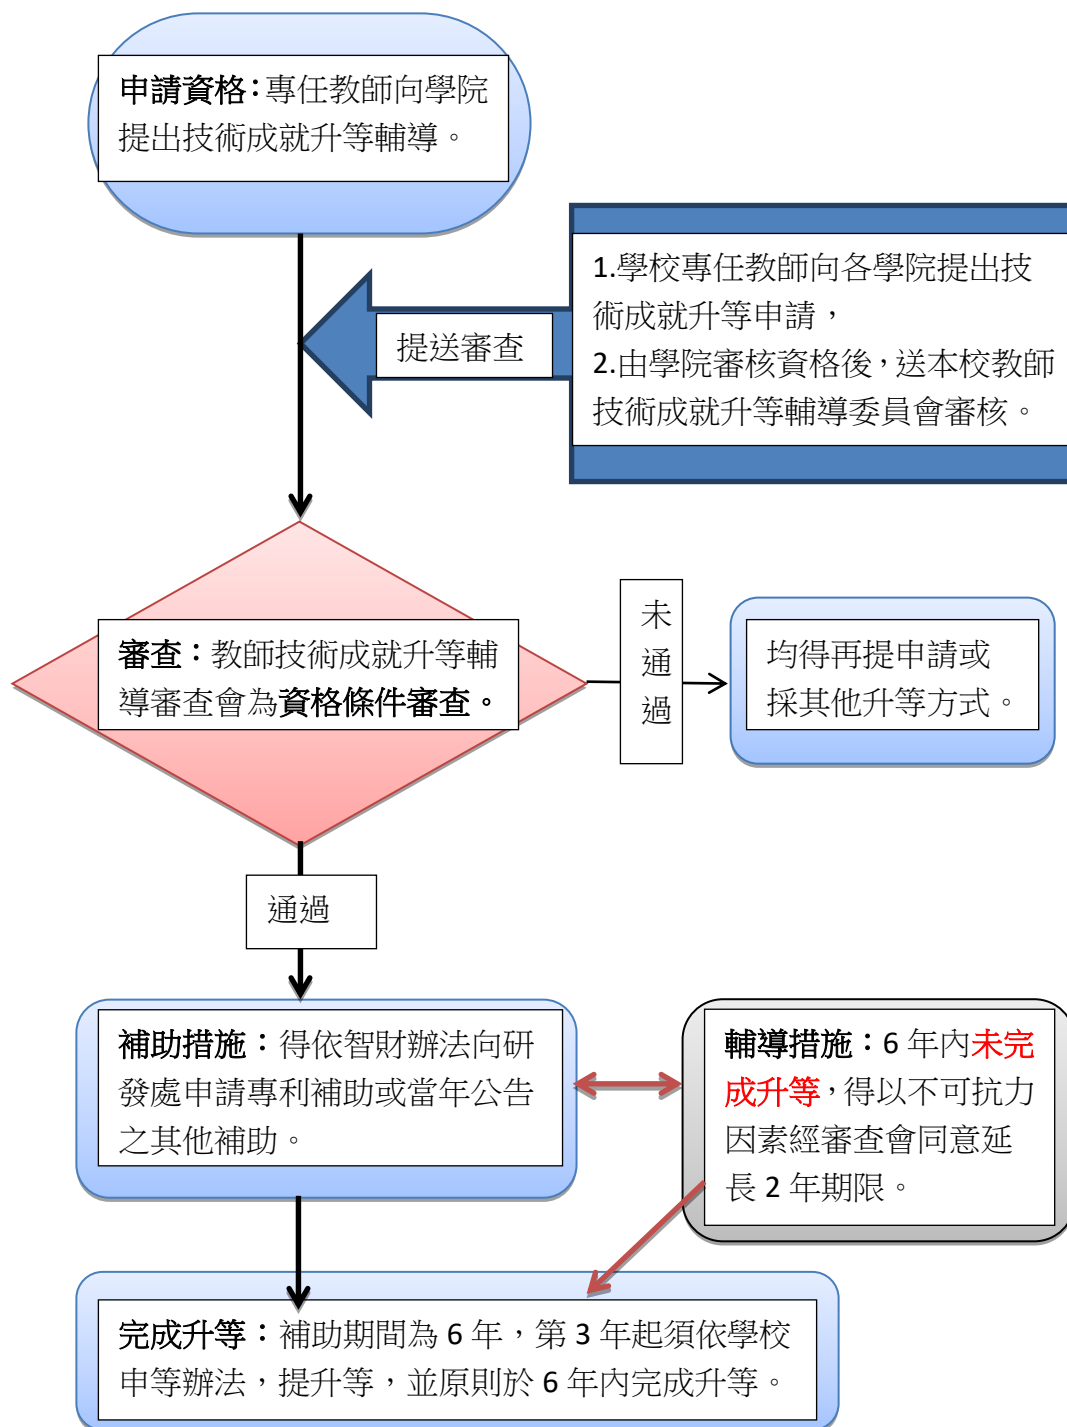 申請資格：專任教師向學院
提出技術成就升等輔導。
1.學校專任教師向各學院提出技
術成就升等申請，
2.由學院審核資格後，送本校教師
技術成就升等輔導委員會審核。
提送審查
審查：教師技術成就升等輔
導審查會為資格條件審查。
未
通
過
均得再提申請或
採其他升等方式。
通過
補助措施：得依智財辦法向研
發處申請專利補助或當年公告
之其他補助。
輔導措施：6 年內未完
成升等，得以不可抗力
因素經審查會同意延
長 2 年期限。
完成升等：補助期間為 6 年，第 3 年起須依學校
申等辦法，提升等，並原則於 6 年內完成升等。